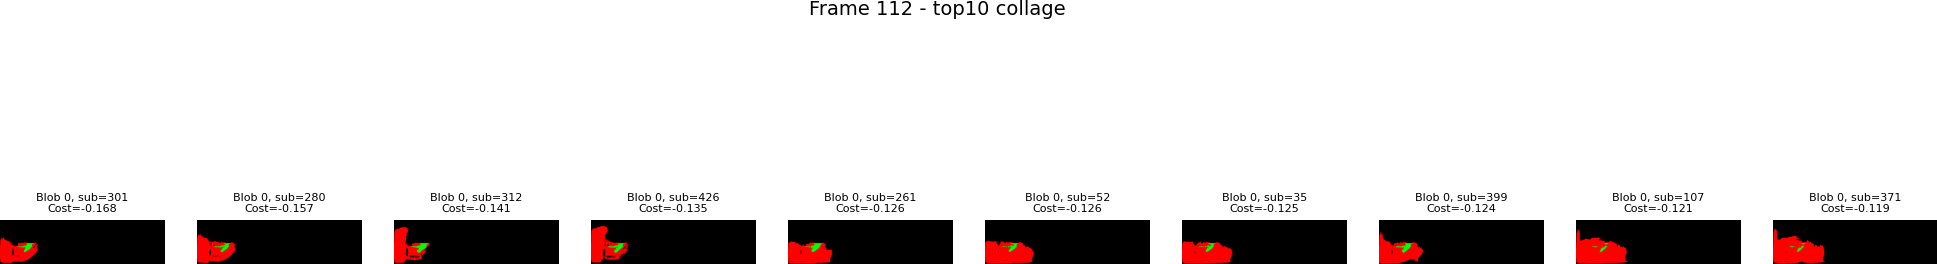 Frame 112 - top10 collage
Blob 0, sub=301
Cost=-0.168
Blob 0, sub=280
Cost=-0.157
Blob 0, sub=312
Cost=-0.141
Blob 0, sub=426
Cost=-0.135
Blob 0, sub=261
Cost=-0.126
Blob 0, sub=52
Cost=-0.126
Blob 0, sub=35
Cost=-0.125
Blob 0, sub=399
Cost=-0.124
Blob 0, sub=107
Cost=-0.121
Blob 0, sub=371
Cost=-0.119